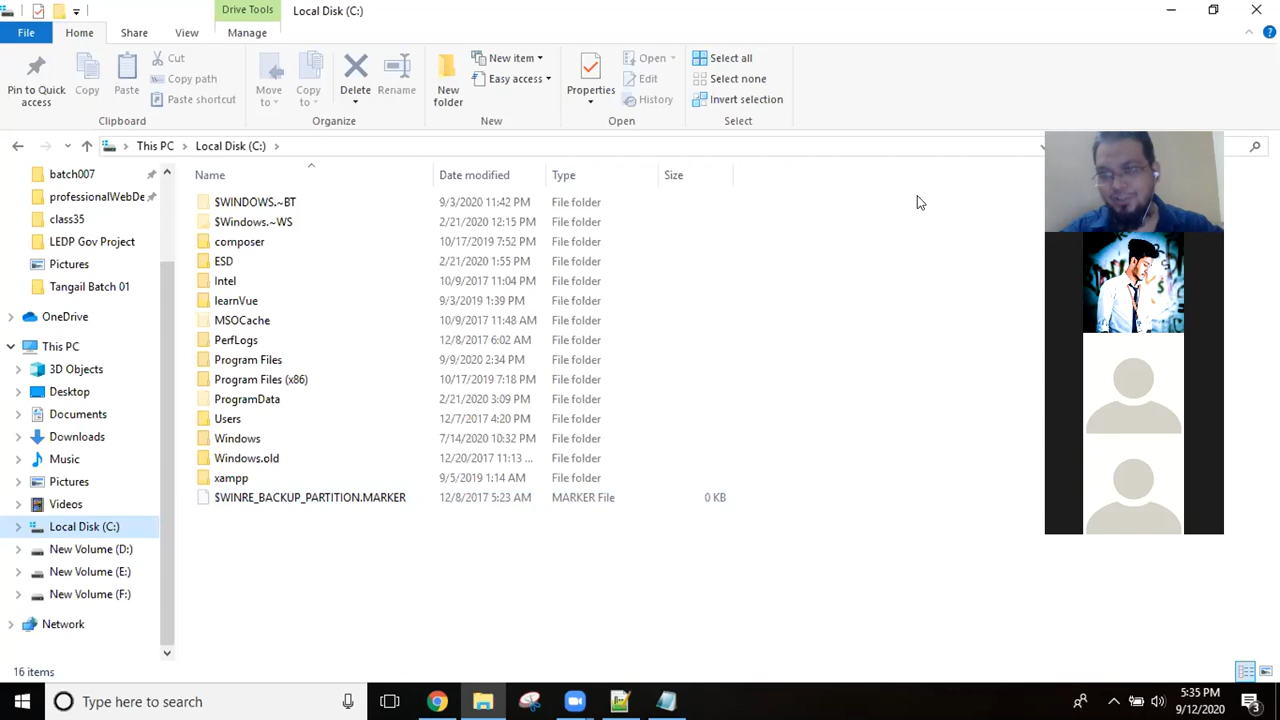 Drive Tools
Local Disk (C:)
File
Home
Share
View
Manage
Pin to Quick
access
Copy
Paste
Cut
Copy path
Paste shortcut
Clipboard
Move
to
Copy
to
Delete
Rename
Organize
New
folder
New item
Easy access
New
Properties
Open
Edit
History
Open
Select all
Select none
Invert selection
Select
This PC
Local Disk (C:)
batch007
professionalWebDe
class35
LEDP Gov Project
Pictures
Tangail Batch 01
OneDrive
This PC
3D Objects
Desktop
Documents
Downloads
Music
Pictures
Videos
Local Disk (C:)
New Volume (D:)
New Volume (E:)
New Volume (F:)
Network
Name Date modified Type Size
$WINDOWS.~BT 9/3/2020 11:42 PM File folder
$Windows.~WS 2/21/2020 12:15 PM File folder
composer 10/17/2019 7:52 PM File folder
ESD 2/21/2020 1:55 PM File folder
Intel 10/9/2017 11:04 PM File folder
learnVue 9/3/2019 1:39 PM File folder
MSOCache 10/9/2017 11:48 AM File folder
PerfLogs 12/8/2017 6:02 AM File folder
Program Files 9/9/2020 2:34 PM File folder
Program Files (x86) 10/17/2019 7:18 PM File folder
ProgramData 2/21/2020 3:09 PM File folder
Users 12/7/2017 4:20 PM File folder
Windows 7/14/2020 10:32 PM File folder
Windows.old 12/20/2017 11:13 ... File folder
xampp 9/5/2019 1:14 AM File folder
$WINRE_BACKUP_PARTITION.MARKER 12/8/2017 5:23 AM MARKER File 0 KB
16 items
Type here to search
5:35 PM
9/12/2020
3